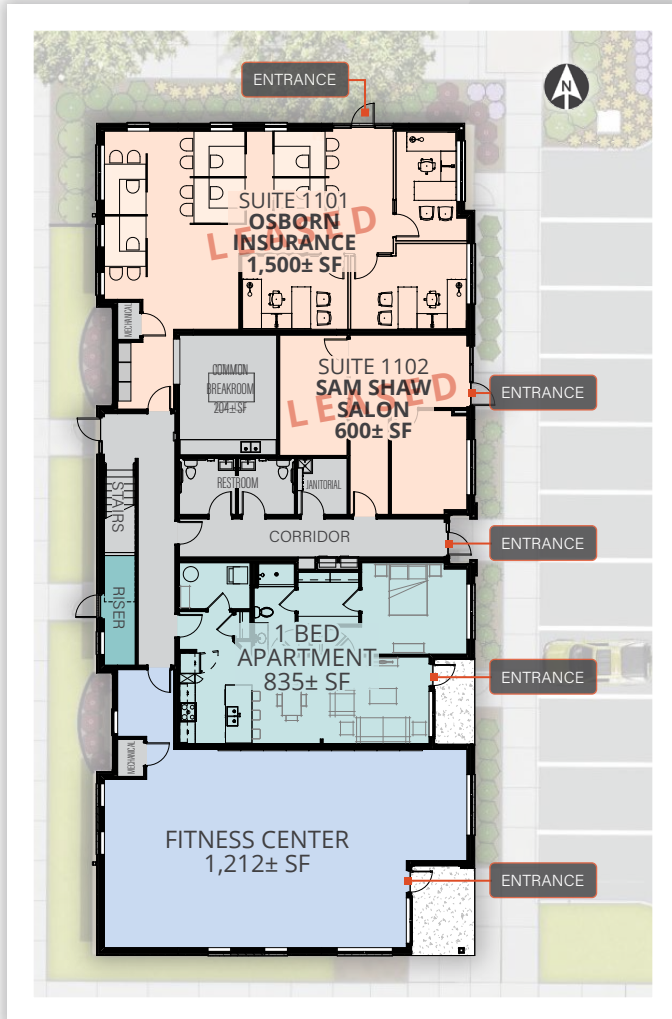 ENTRANCE
N
SUITE 1101
OSBORN
INSURANCE
1,500± SF
LEASED
MECHANICAL
COMMON
BREAKROOM
204± SF
SUITE 1102
SAM SHAW
SALON
600± SF
LEASED
ENTRANCE
RESTROOM
JANITORIAL
STAIRS
CORRIDOR
ENTRANCE
RISER
1 BED
APARTMENT
835± SF
ENTRANCE
MECHANICAL
FITNESS CENTER
1,212± SF
ENTRANCE